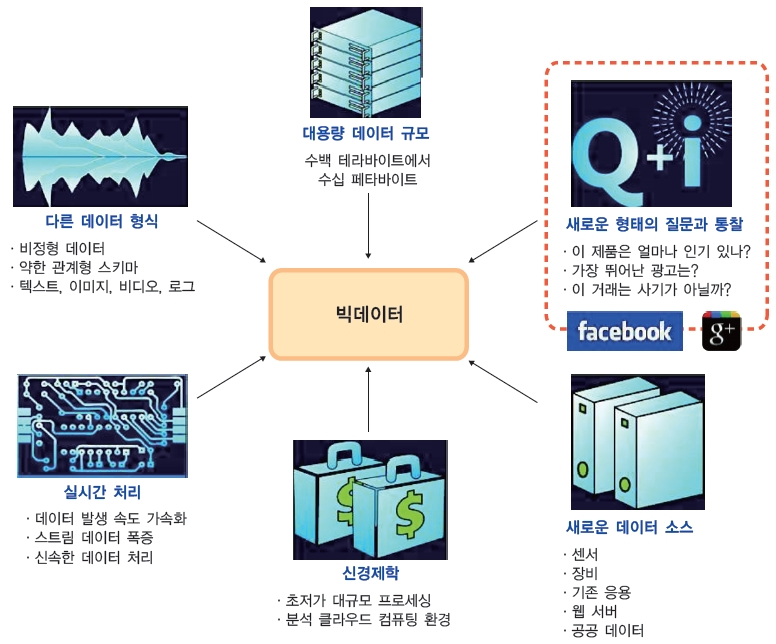 대용량 데이터 규모
수백 테라바이트에서
수십 페타바이트
다른 데이터 형식
· 비정형 데이터
· 약한 관계형 스키마
· 텍스트, 이미지, 비디오, 로그
Q+i
새로운 형태의 질문과 통찰
· 이 제품은 얼마나 인기 있나?
· 가장 뛰어난 광고는?
· 이 거래는 사기가 아닐까?
facebook
g+
빅데이터
실시간 처리
· 데이터 발생 속도 가속화
· 스트림 데이터 폭증
· 신속한 데이터 처리
$ $
신경제학
· 초저가 대규모 프로세싱
· 분석 클라우드 컴퓨팅 환경
새로운 데이터 소스
· 센서
· 장비
· 기존 응용
· 웹 서버
· 공공 데이터